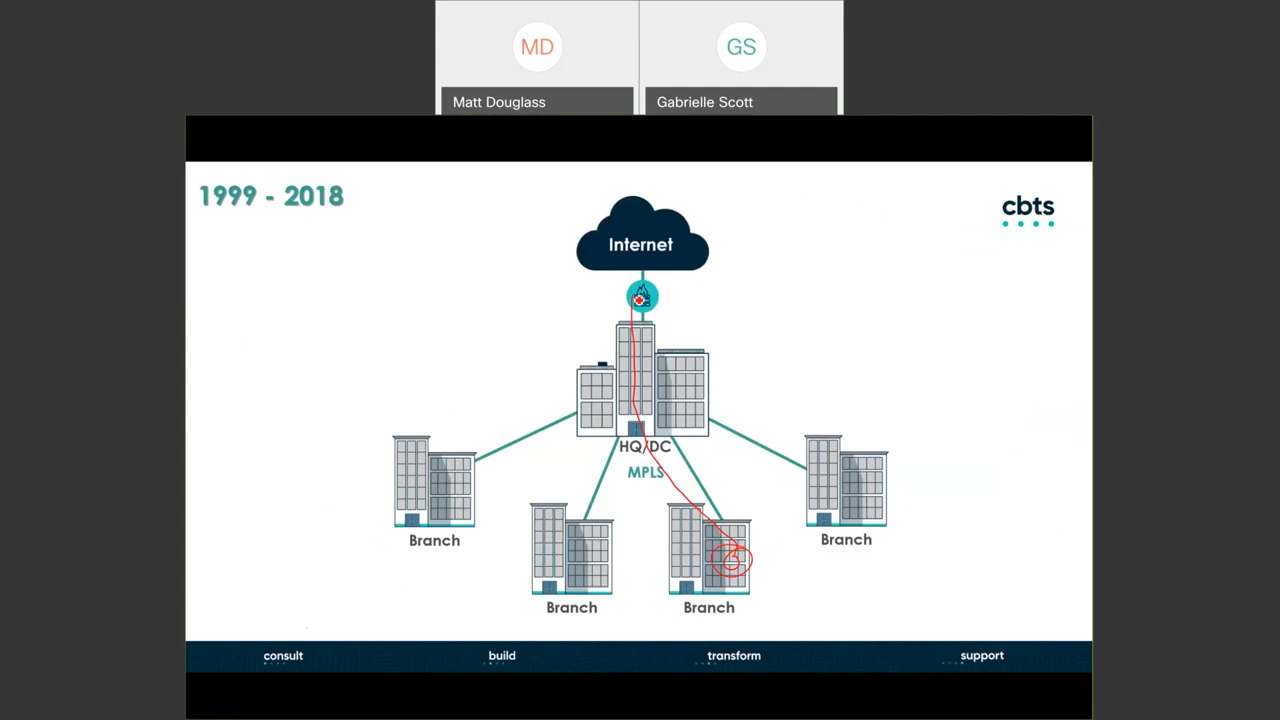 MD
GS
Matt Douglass
Gabrielle Scott
1999 - 2018
cbts
Internet
HQ/DC
MPLS
Branch
Branch
Branch
Branch
consult
build
transform
support